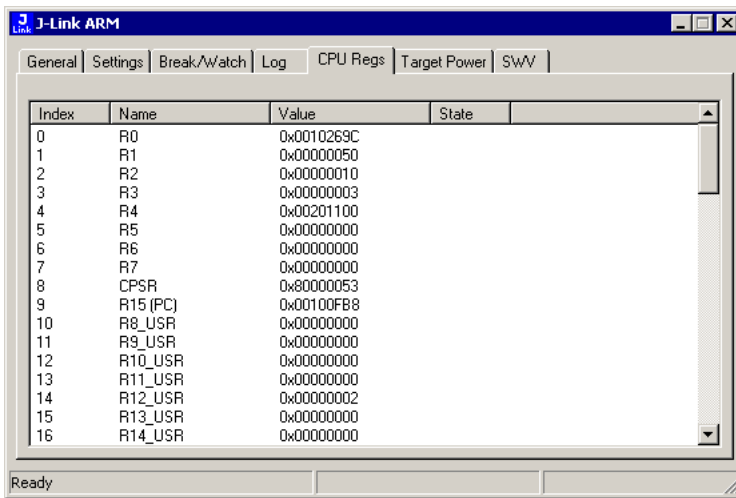 J Link J-Link ARM
General Settings Break/Watch Log CPU Regs Target Power SWV
Index Name Value State
0 R0 0x0010269C
1 R1 0x00000050
2 R2 0x00000010
3 R3 0x00000003
4 R4 0x00201100
5 R5 0x00000000
6 R6 0x00000000
7 R7 0x00000000
8 CPSR 0x80000053
9 R15 (PC) 0x00100FB8
10 R8_USR 0x00000000
11 R9_USR 0x00000000
12 R10_USR 0x00000000
13 R11_USR 0x00000000
14 R12_USR 0x00000002
15 R13_USR 0x00000000
16 R14_USR 0x00000000
Ready